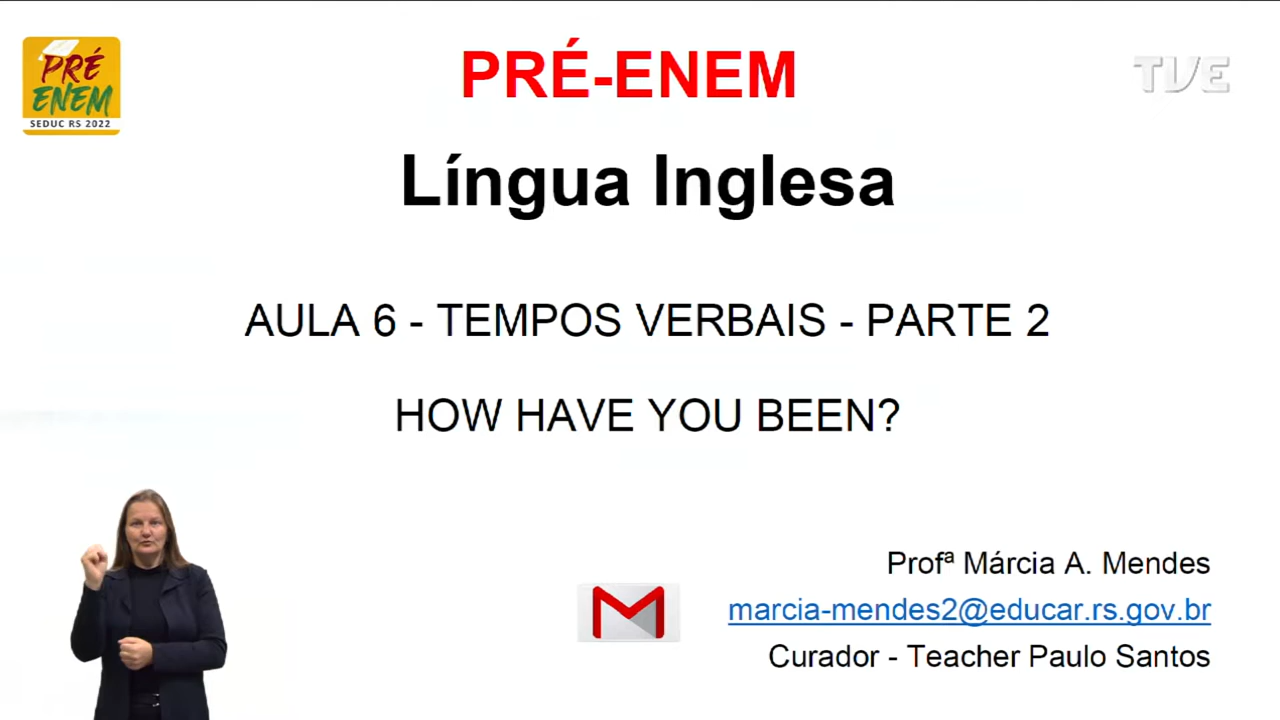 PRÉ
ENEM
SEDUC RS 2022
PRÉ-ENEM
TVE
Língua Inglesa
AULA 6 - TEMPOS VERBAIS - PARTE 2
HOW HAVE YOU BEEN?
Profª Márcia A. Mendes
marcia-mendes2@educar.rs.gov.br
Curador - Teacher Paulo Santos